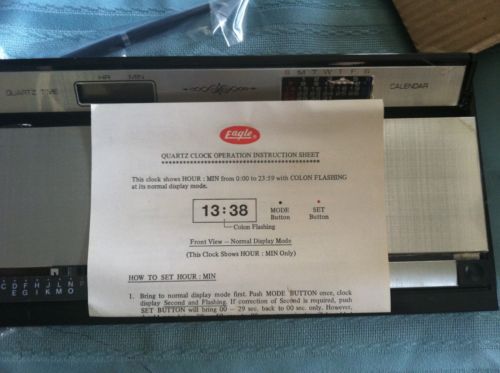 HR MIN
S M T W T F S
QUARTZ TIME
CALENDAR
Eagle®
QUARTZ CLOCK OPERATION INSTRUCTION SHEET
This clock shows HOUR : MIN from 0:00 to 23:59 with COLON FLASHING
at its normal display mode.
13:38
MODE
Button
SET
Button
Colon Flashing
Front View — Normal Display Mode
(This Clock Shows HOUR : MIN Only)
HOW TO SET HOUR : MIN
1. Bring to normal display mode first. Push MODE BUTTON once, clock
display Second and Flashing. If correction of Second is required, push
SET BUTTON will bring 00 — 29 sec. back to 00 sec only. However,
C D F H J L N
E G I K M O